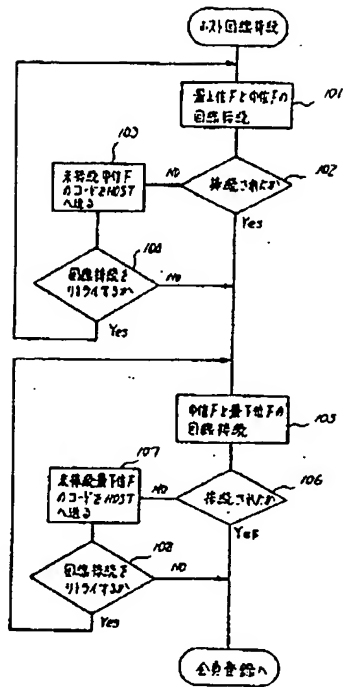 ホスト回線接続
最上位Fと中位Fの
回線接続
101
接続されたか
102
NO
Yes
103
未接続中位F
のコードをHOST
へ送る
104
回線接続を
リトライするか
NO
Yes
中位Fと最下位Fの
回線接続
105
接続されたか
106
NO
Yes
107
未接続最下位F
のコードをHOST
へ送る
108
回線接続を
リトライするか
NO
Yes
会員登録へ